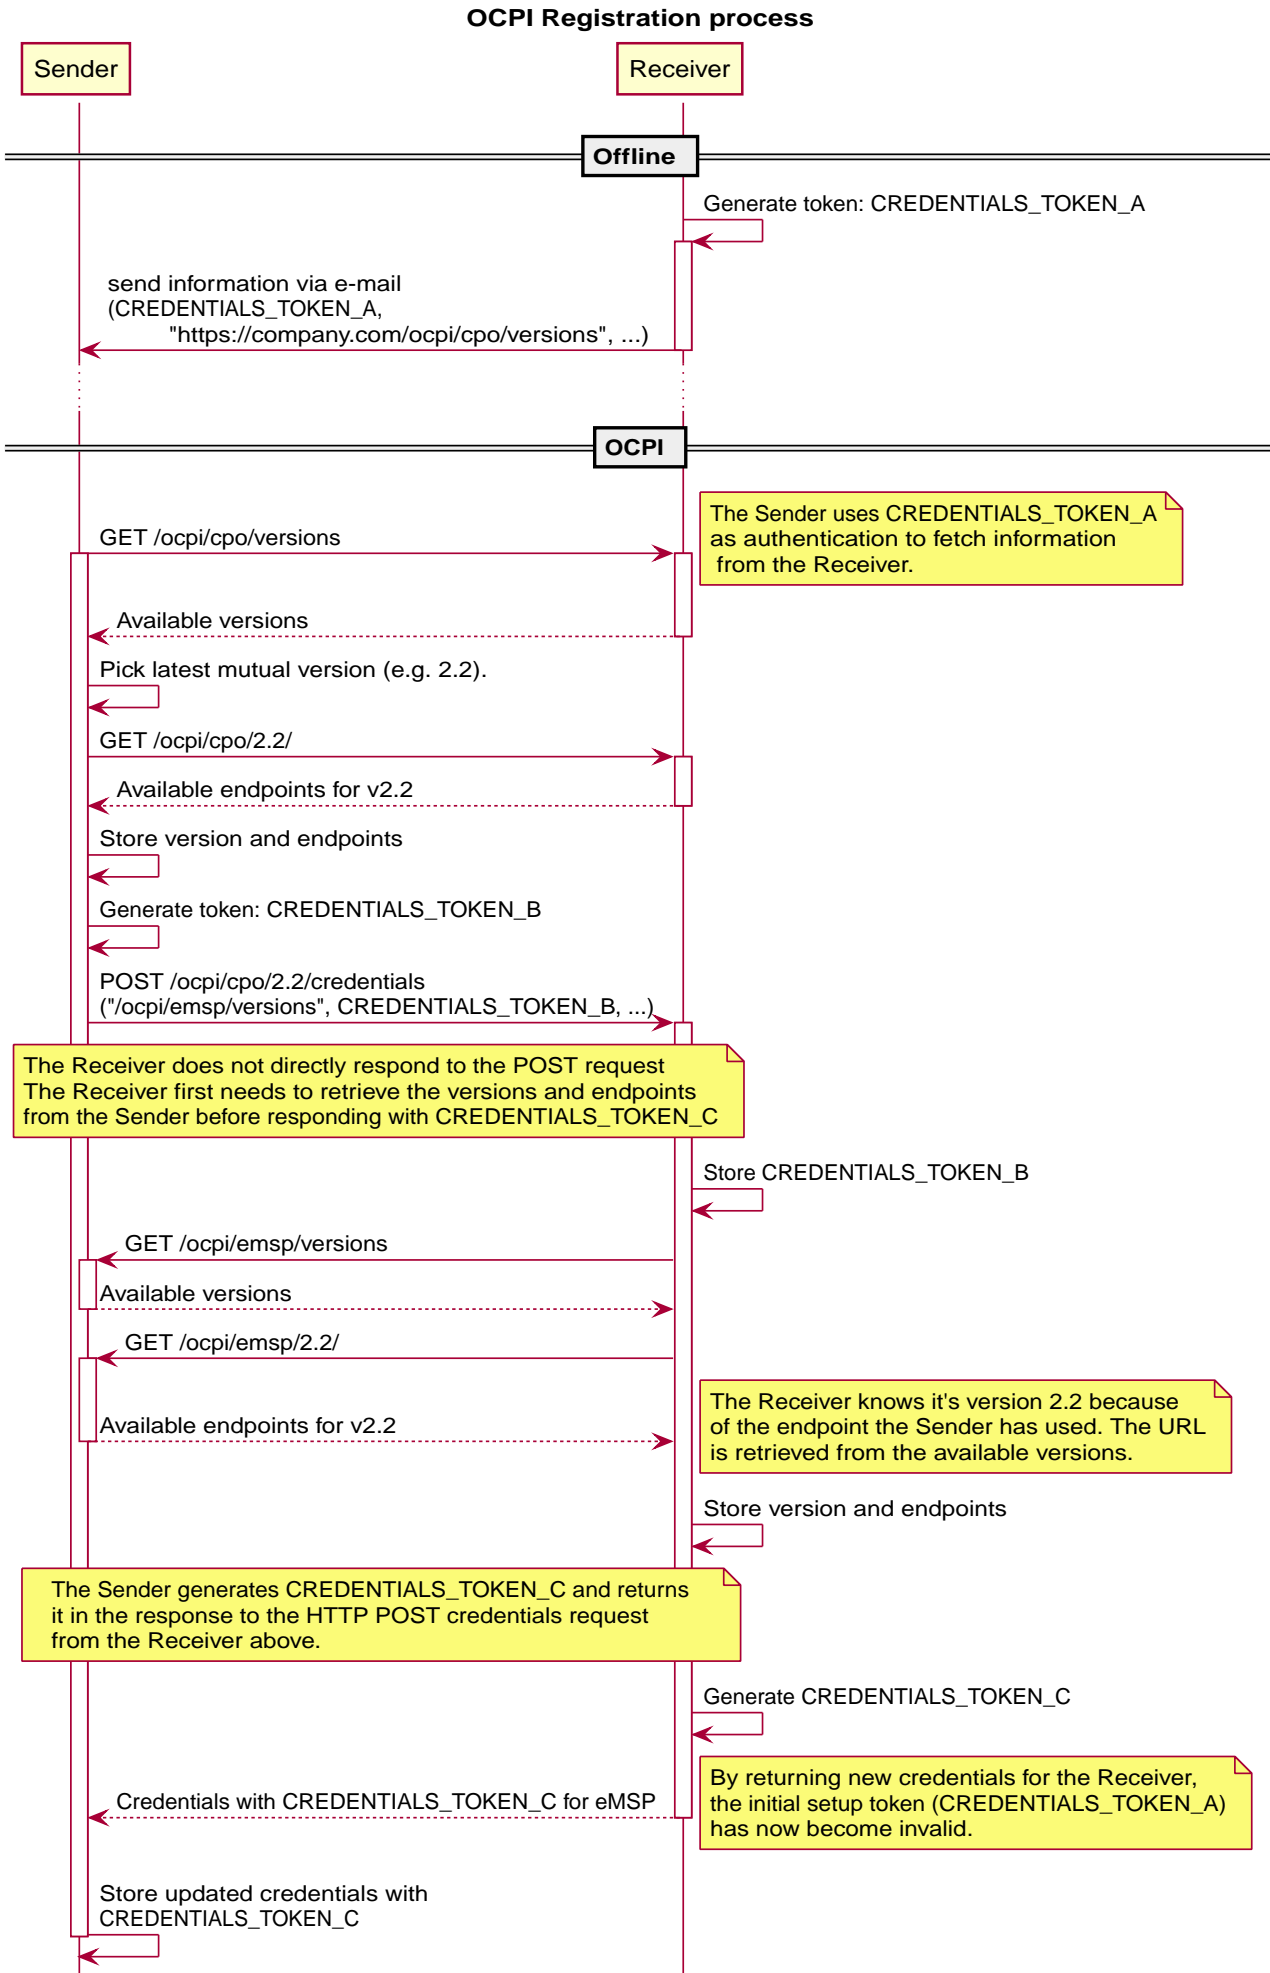 OCPI Registration process
Sender
Receiver
Offline
Generate token: CREDENTIALS_TOKEN_A
send information via e-mail
(CREDENTIALS_TOKEN_A,
"https://company.com/ocpi/cpo/versions", ...)
OCPI
The Sender uses CREDENTIALS_TOKEN_A
as authentication to fetch information
from the Receiver.
GET /ocpi/cpo/versions
Available versions
Pick latest mutual version (e.g. 2.2).
GET /ocpi/cpo/2.2/
Available endpoints for v2.2
Store version and endpoints
Generate token: CREDENTIALS_TOKEN_B
POST /ocpi/cpo/2.2/credentials
("/ocpi/emsp/versions", CREDENTIALS_TOKEN_B, ...)
The Receiver does not directly respond to the POST request
The Receiver first needs to retrieve the versions and endpoints
from the Sender before responding with CREDENTIALS_TOKEN_C
Store CREDENTIALS_TOKEN_B
GET /ocpi/emsp/versions
Available versions
GET /ocpi/emsp/2.2/
The Receiver knows it's version 2.2 because
of the endpoint the Sender has used. The URL
is retrieved from the available versions.
Available endpoints for v2.2
Store version and endpoints
The Sender generates CREDENTIALS_TOKEN_C and returns
it in the response to the HTTP POST credentials request
from the Receiver above.
Generate CREDENTIALS_TOKEN_C
By returning new credentials for the Receiver,
the initial setup token (CREDENTIALS_TOKEN_A)
has now become invalid.
Credentials with CREDENTIALS_TOKEN_C for eMSP
Store updated credentials with
CREDENTIALS_TOKEN_C